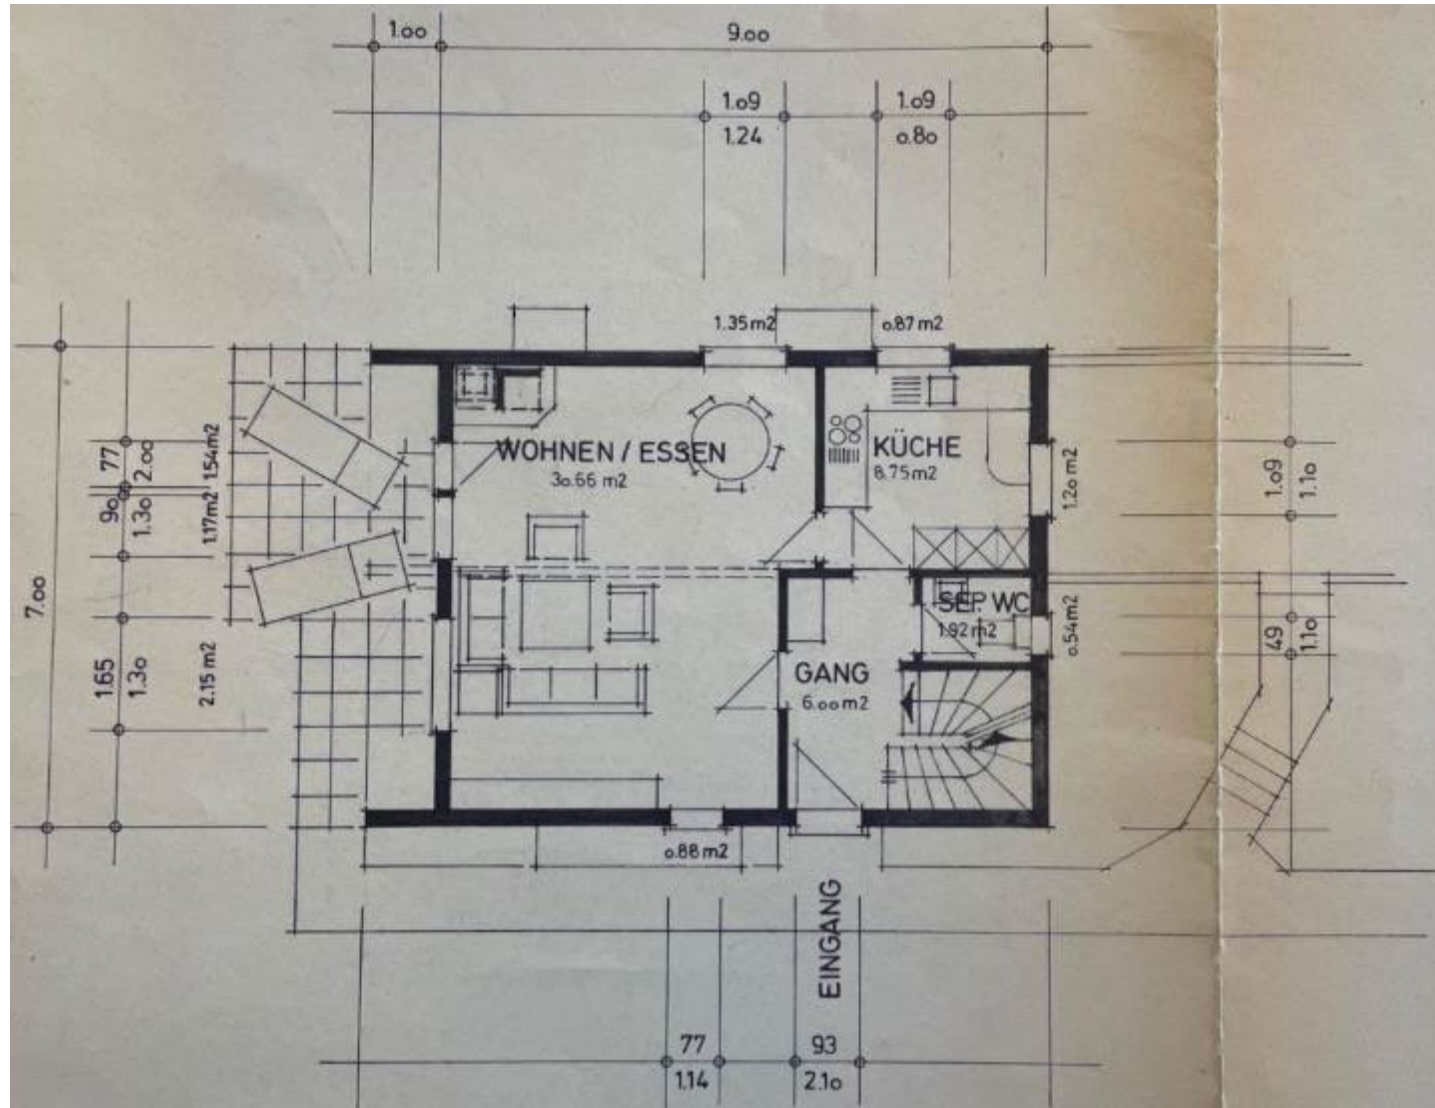 1.00
9.00
1.09
1.24
1.09
0.80
1.35 m2
0.87 m2
WOHNEN / ESSEN
30.66 m2
KÜCHE
8.75 m2
77
2.00
1.54 m2
90
1.30
1.17 m2
7.00
1.65
1.30
2.15 m2
1.20 m2
1.09
1.10
SEP. WC
1.92 m2
0.54 m2
49
1.10
GANG
6.00 m2
0.88 m2
EINGANG
77
1.14
93
2.10